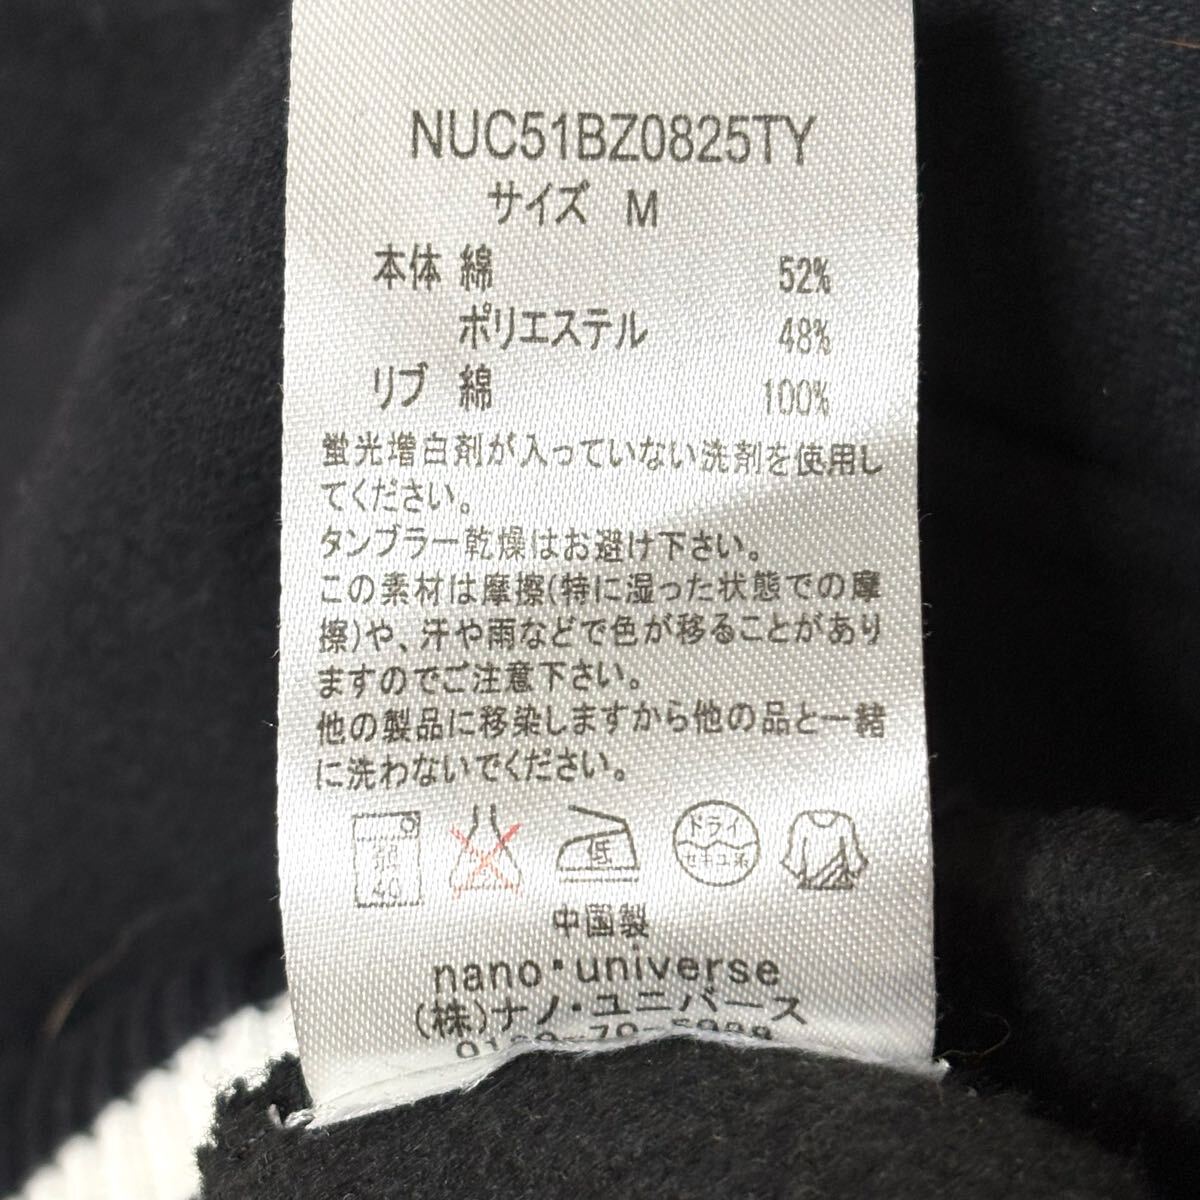 NUC51BZ0825TY
サイズ M
本体 綿 52%
ポリエステル 48%
リブ 綿 100%
蛍光増白剤が入っていない洗剤を使用し
てください。
タンブラー乾燥はお避け下さい。
この素材は摩擦(特に湿った状態での摩
擦)や、汗や雨などで色が移ることがあり
ますのでご注意下さい。
他の製品に移染しますから他の品と一緒
に洗わないでください。
弱
40
低
ドライ
セキユ系
中国製
nano・universe
(株)ナノ・ユニバース